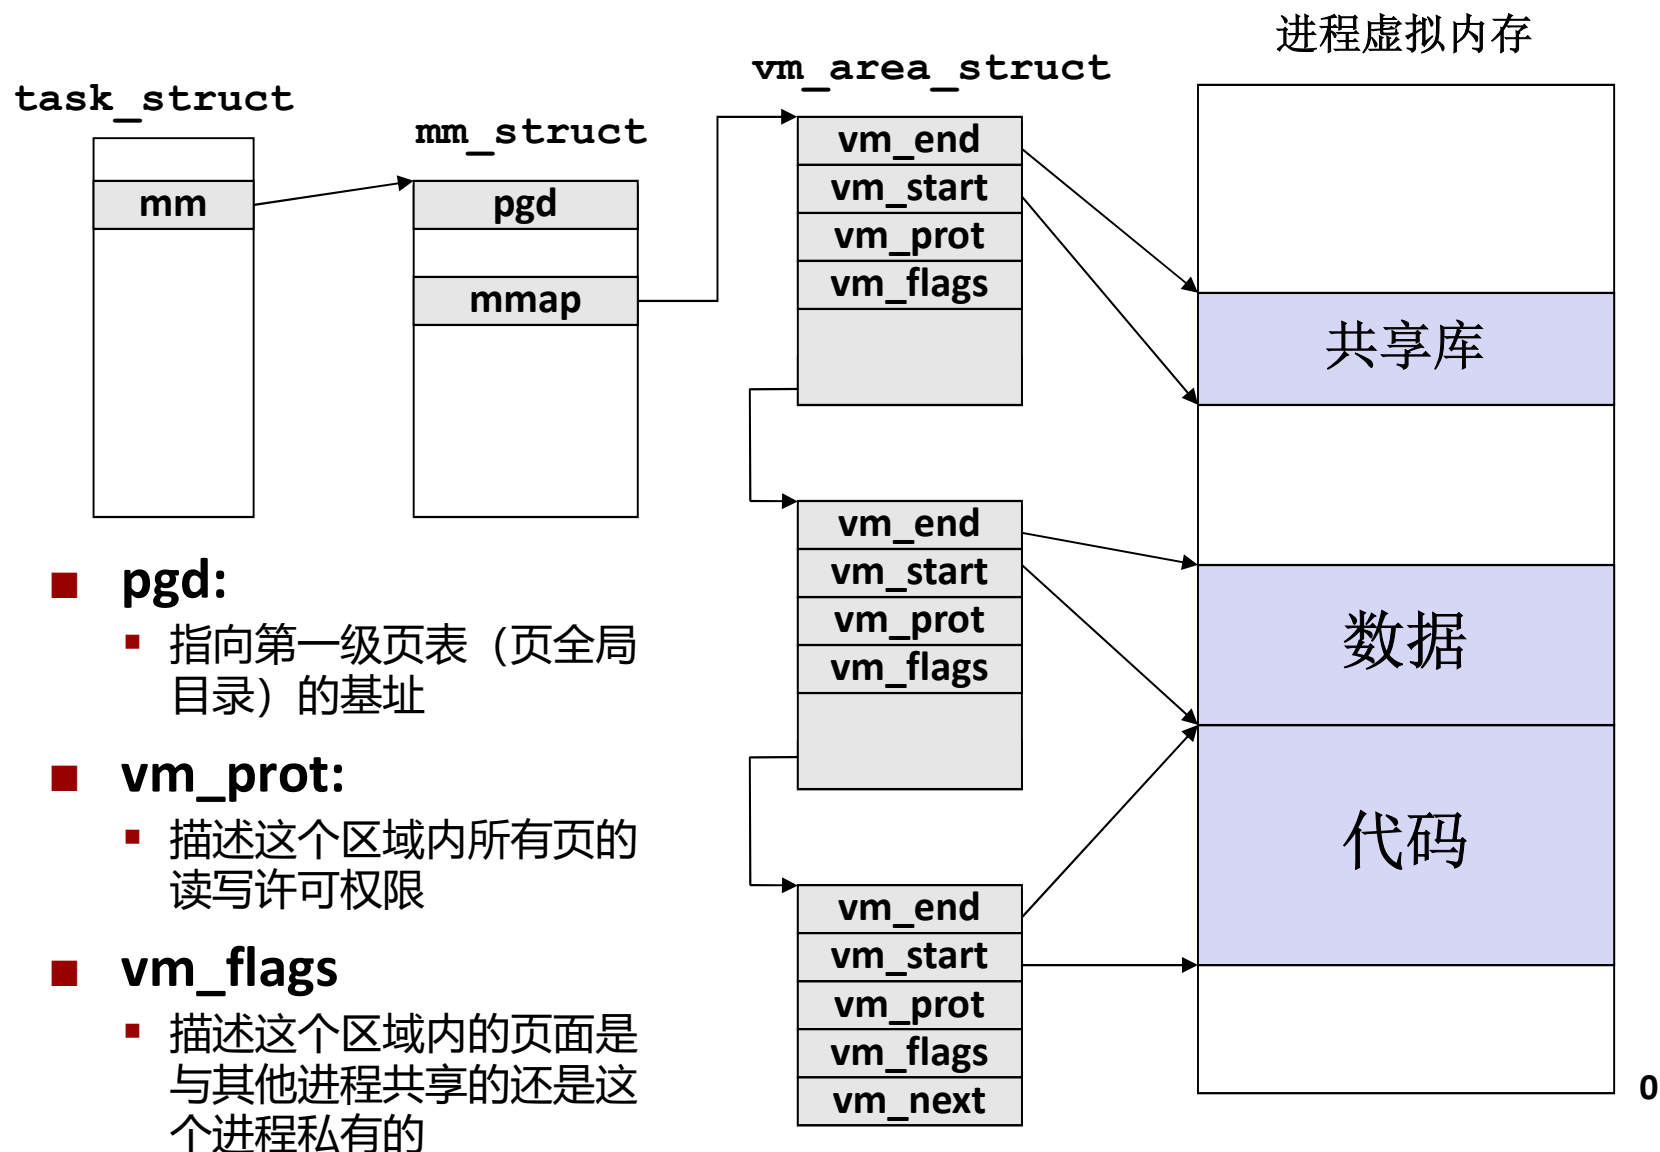 进程虚拟内存
vm_area_struct
task_struct
mm_struct
mm
pgd
mmap
vm_end
vm_start
vm_prot
vm_flags
共享库
vm_end
vm_start
vm_prot
vm_flags
数据
代码
vm_end
vm_start
vm_prot
vm_flags
vm_next
0
pgd:
指向第一级页表（页全局
目录）的基址
vm_prot:
描述这个区域内所有页的
读写许可权限
vm_flags
描述这个区域内的页面是
与其他进程共享的还是这
个进程私有的